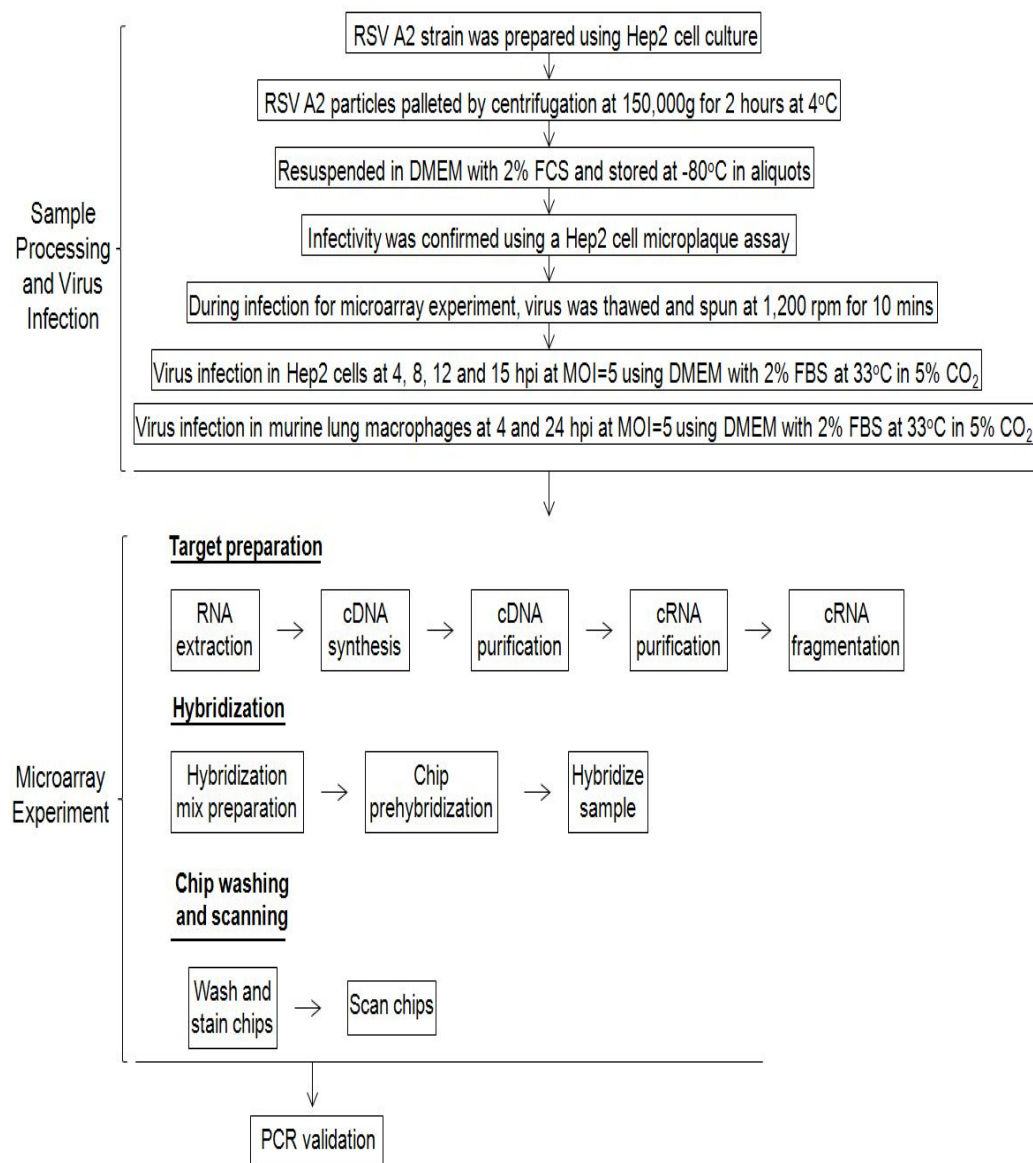 RSV A2 strain was prepared using Hep2 cell culture
RSV A2 particles palleted by centrifugation at 150,000g for 2 hours at 4oC
Resuspended in DMEM with 2% FCS and stored at -80oC in aliquots
Infectivity was confirmed using a Hep2 cell microplaque assay
During infection for microarray experiment, virus was thawed and spun at 1,200 rpm for 10 mins
Virus infection in Hep2 cells at 4, 8, 12 and 15 hpi at MOI=5 using DMEM with 2% FBS at 33oC in 5% CO2
Virus infection in murine lung macrophages at 4 and 24 hpi at MOI=5 using DMEM with 2% FBS at 33oC in 5% CO2
Sample
Processing
and Virus
Infection
Microarray
Experiment
Target preparation
RNA
extraction
cDNA
synthesis
cDNA
purification
cRNA
purification
cRNA
fragmentation
Hybridization
Hybridization
mix preparation
Chip
prehybridization
Hybridize
sample
Chip washing
and scanning
Wash and
stain chips
Scan chips
PCR validation